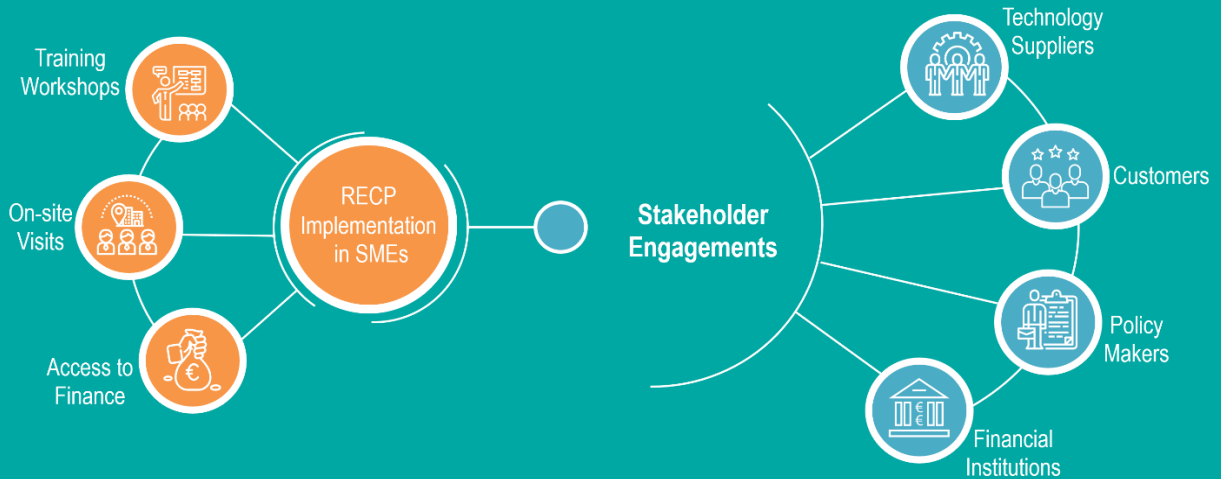 Training
Workshops
On-site
Visits
Access to
Finance
€
RECP
Implementation
in SMEs
Stakeholder
Engagements
Technology
Suppliers
Customers
Policy
Makers
Financial
Institutions
€
€